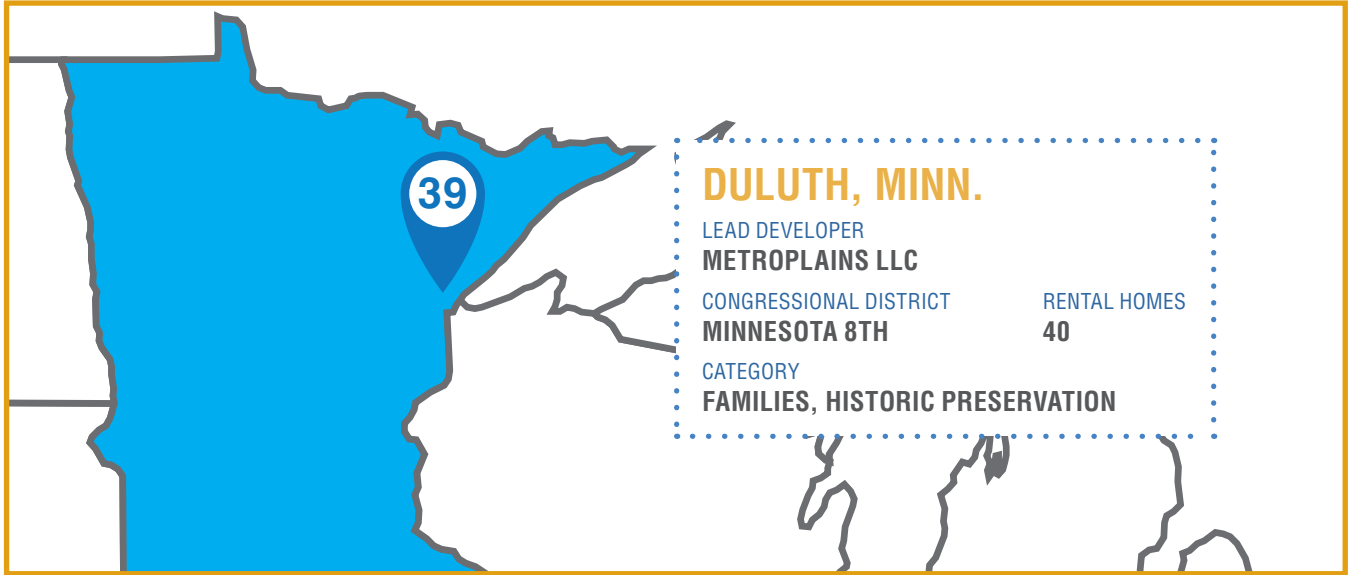 39
DULUTH, MINN.
LEAD DEVELOPER
METROPLAINS LLC
CONGRESSIONAL DISTRICT
MINNESOTA 8TH
RENTAL HOMES
40
CATEGORY
FAMILIES, HISTORIC PRESERVATION